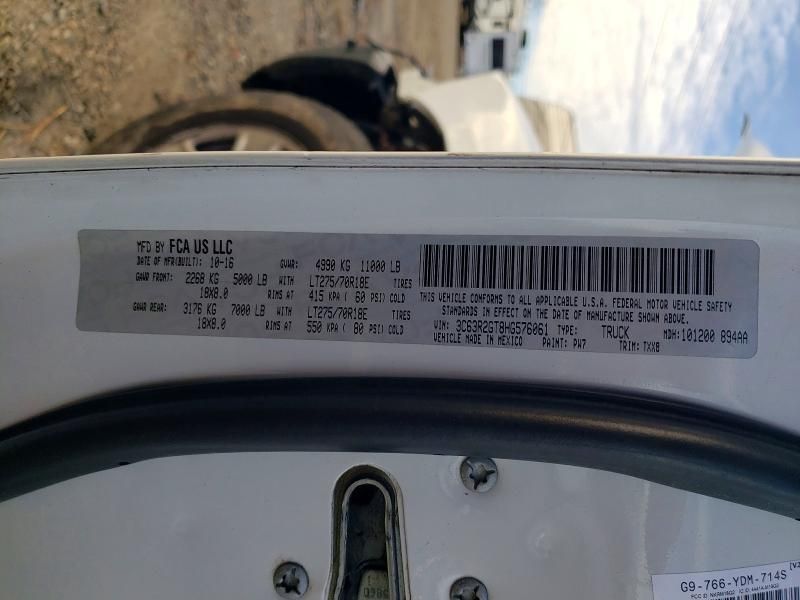 MFD BY FCA US LLC
DATE OF MFR(BUILT): 10-16 GVWR: 4990 KG 11000 LB
GAWR FRONT: 2268 KG 5000 LB WITH LT275/70R18E TIRES
18X8.0 RIMS AT 415 KPA ( 60 PSI) COLD
GAWR REAR: 3176 KG 7000 LB WITH LT275/70R18E TIRES
18X8.0 RIMS AT 550 KPA ( 80 PSI) COLD
THIS VEHICLE CONFORMS TO ALL APPLICABLE U.S.A. FEDERAL MOTOR VEHICLE SAFETY
STANDARDS IN EFFECT ON THE DATE OF MANUFACTURE SHOWN ABOVE.
VIN: 3C63R2GT8HG576061 TYPE: TRUCK MDH:101200 894AA
VEHICLE MADE IN MEXICO PAINT: PW7 TRIM: TXX8
G9-766-YDM-714S